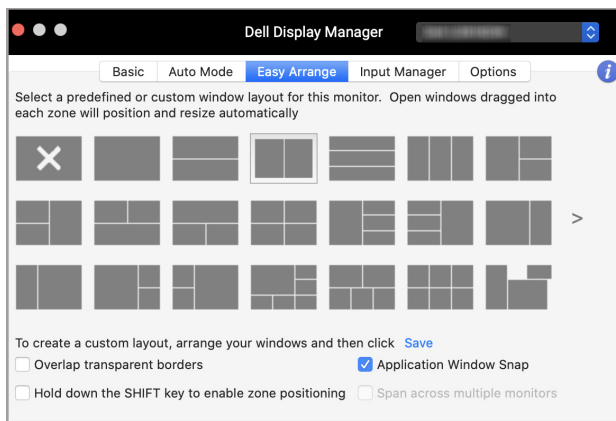 Dell Display Manager
Basic Auto Mode Easy Arrange Input Manager Options i
Select a predefined or custom window layout for this monitor. Open windows dragged into
each zone will position and resize automatically
>
To create a custom layout, arrange your windows and then click Save
Overlap transparent borders Application Window Snap
Hold down the SHIFT key to enable zone positioning Span across multiple monitors